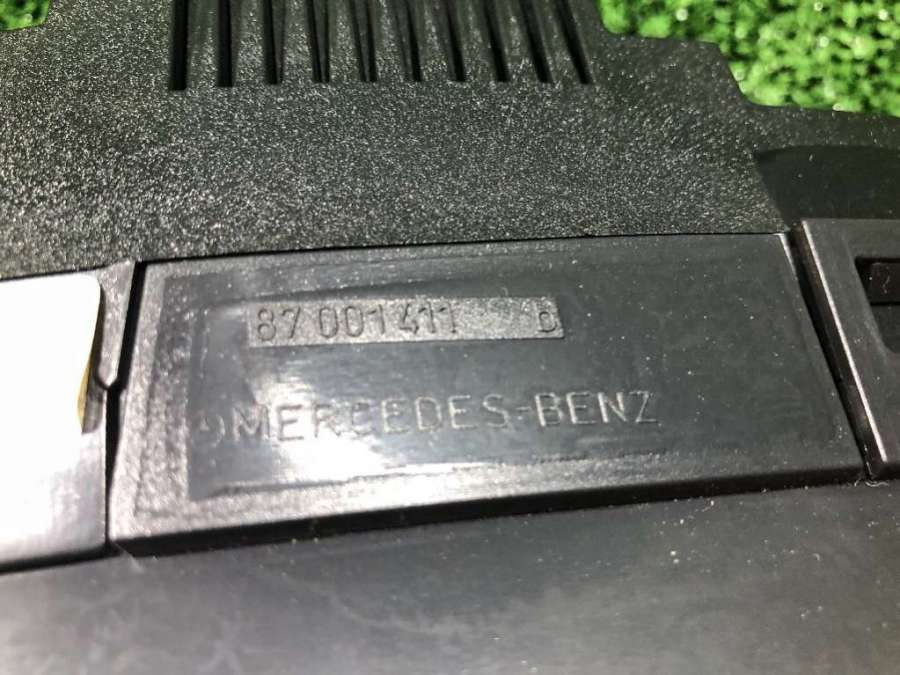 87 001411 b
MERCEDES-BENZ